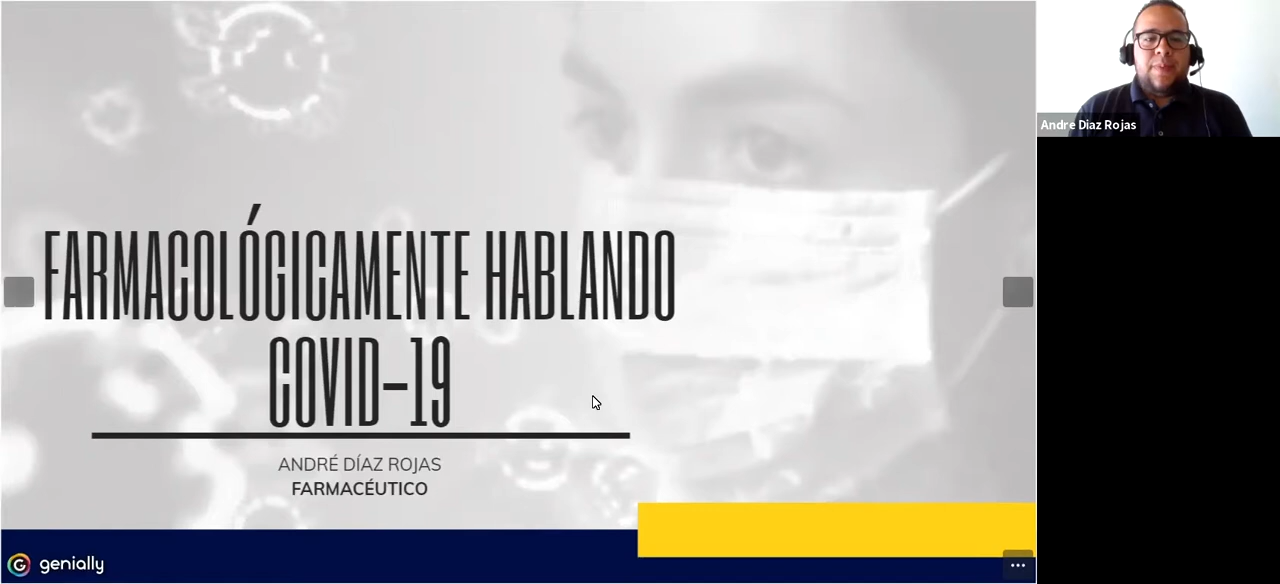 FARMACOLÓGICAMENTE HABLANDO
COVID-19
ANDRÉ DÍAZ ROJAS
FARMACÉUTICO
genially
Andre Diaz Rojas